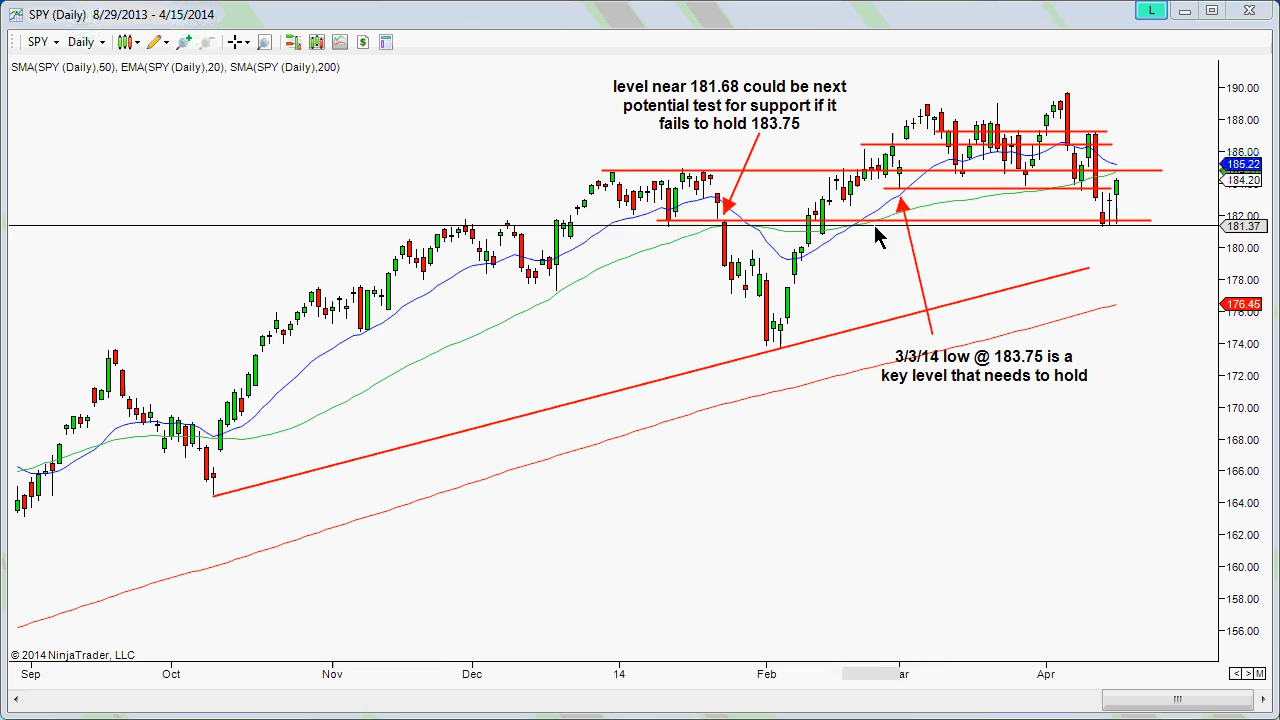 SPY (Daily)  8/29/2013 - 4/15/2014
L
SPY Daily
SMA(SPY (Daily),50), EMA(SPY (Daily),20), SMA(SPY (Daily),200)
level near 181.68 could be next
potential test for support if it
fails to hold 183.75
190.00
188.00
186.00
185.22
184.20
182.00
181.37
180.00
178.00
176.45
176.00
174.00
172.00
170.00
168.00
166.00
164.00
162.00
160.00
158.00
156.00
3/3/14 low @ 183.75 is a
key level that needs to hold
© 2014 NinjaTrader, LLC
Sep Oct Nov Dec 14 Feb ar Apr
< > M